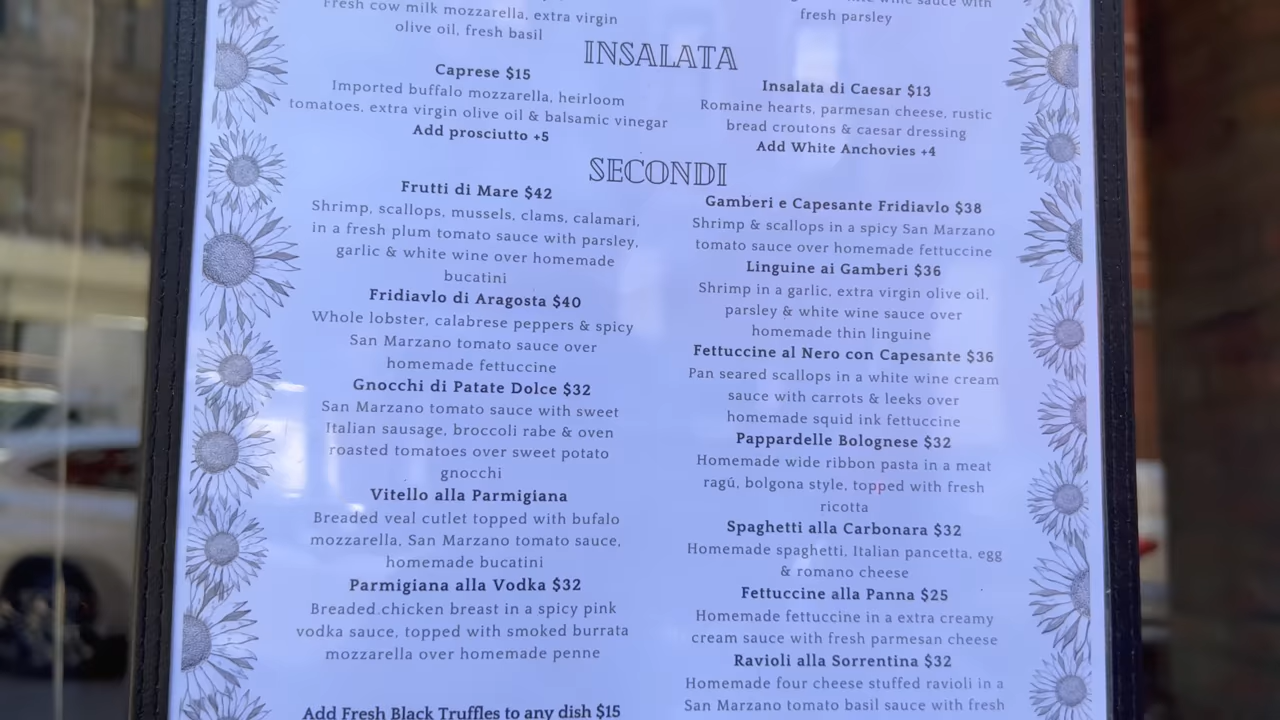 Fresh cow milk mozzarella, extra virgin
olive oil, fresh basil
wine sauce with
fresh parsley
INSALATA
Caprese $15
Imported buffalo mozzarella, heirloom
tomatoes, extra virgin olive oil & balsamic vinegar
Add prosciutto +5
Insalata di Caesar $13
Romaine hearts, parmesan cheese, rustic
bread croutons & caesar dressing
Add White Anchovies +4
SECONDI
Frutti di Mare $42
Shrimp, scallops, mussels, clams, calamari,
in a fresh plum tomato sauce with parsley,
garlic & white wine over homemade
bucatini
Fridiavlo di Aragosta $40
Whole lobster, calabrese peppers & spicy
San Marzano tomato sauce over
homemade fettuccine
Gnocchi di Patate Dolce $32
San Marzano tomato sauce with sweet
Italian sausage, broccoli rabe & oven
roasted tomatoes over sweet potato
gnocchi
Vitello alla Parmigiana
Breaded veal cutlet topped with bufalo
mozzarella, San Marzano tomato sauce,
homemade bucatini
Parmigiana alla Vodka $32
Breaded chicken breast in a spicy pink
vodka sauce, topped with smoked burrata
mozzarella over homemade penne
Add Fresh Black Truffles to any dish $15
Gamberi e Capesante Fridiavlo $38
Shrimp & scallops in a spicy San Marzano
tomato sauce over homemade fettuccine
Linguine ai Gamberi $36
Shrimp in a garlic, extra virgin olive oil,
parsley & white wine sauce over
homemade thin linguine
Fettuccine al Nero con Capesante $36
Pan seared scallops in a white wine cream
sauce with carrots & leeks over
homemade squid ink fettuccine
Pappardelle Bolognese $32
Homemade wide ribbon pasta in a meat
ragú, bolgona style, topped with fresh
ricotta
Spaghetti alla Carbonara $32
Homemade spaghetti, Italian pancetta, egg
& romano cheese
Fettuccine alla Panna $25
Homemade fettuccine in a extra creamy
cream sauce with fresh parmesan cheese
Ravioli alla Sorrentina $32
Homemade four cheese stuffed ravioli in a
San Marzano tomato basil sauce with fresh